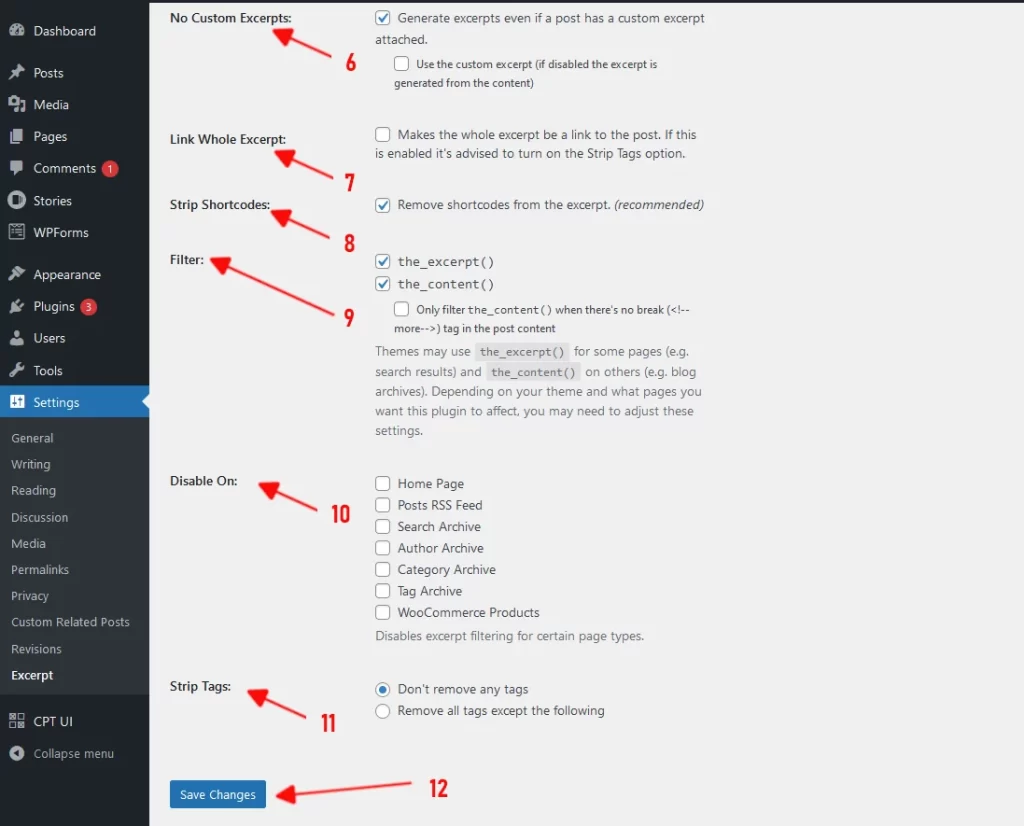 Dashboard
Posts
Media
Pages
Comments 1
Stories
WPForms
Appearance
Plugins 3
Users
Tools
Settings
General
Writing
Reading
Discussion
Media
Permalinks
Privacy
Custom Related Posts
Revisions
Excerpt
CPT UI
Collapse menu
No Custom Excerpts:
6
Generate excerpts even if a post has a custom excerpt
attached.
Use the custom excerpt (if disabled the excerpt is
generated from the content)
Link Whole Excerpt:
7
Makes the whole excerpt be a link to the post. If this
is enabled it's advised to turn on the Strip Tags option.
Strip Shortcodes:
8
Remove shortcodes from the excerpt. (recommended)
Filter:
9
the_excerpt()
the_content()
Only filter the_content() when there's no break (<!--
more-->) tag in the post content
Themes may use the_excerpt() for some pages (e.g.
search results) and the_content() on others (e.g. blog
archives). Depending on your theme and what pages you
want this plugin to affect, you may need to adjust these
settings.
Disable On:
10
Home Page
Posts RSS Feed
Search Archive
Author Archive
Category Archive
Tag Archive
WooCommerce Products
Disables excerpt filtering for certain page types.
Strip Tags:
11
Don't remove any tags
Remove all tags except the following
Save Changes
12